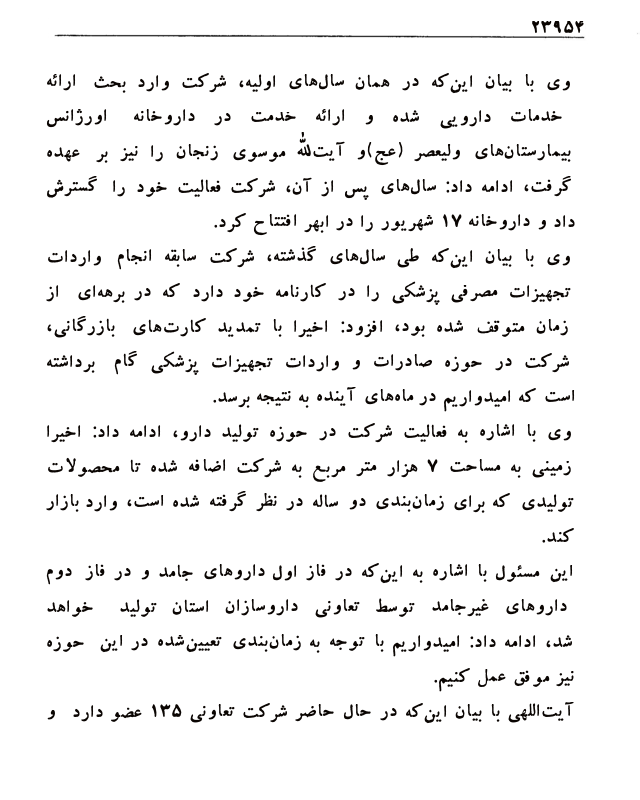 ۲۳۹۵۴
وی با بیان این‌که در همان سال‌های اولیه، شرکت وارد بحث ارائه
خدمات دارویی شده و ارائه خدمت در داروخانه اورژانس
بیمارستان‌های ولیعصر (عج)و آیت‌الله موسوی زنجان را نیز بر عهده
گرفت، ادامه داد: سال‌های پس از آن، شرکت فعالیت خود را گسترش
داد و داروخانه ۱۷ شهریور را در ابهر افتتاح کرد.
وی با بیان این‌که طی سال‌های گذشته، شرکت سابقه انجام واردات
تجهیزات مصرفی پزشکی را در کارنامه خود دارد که در برهه‌ای از
زمان متوقف شده بود، افزود: اخیرا با تمدید کارت‌های بازرگانی،
شرکت در حوزه صادرات و واردات تجهیزات پزشکی گام برداشته
است که امیدواریم در ماه‌های آینده به نتیجه برسد.
وی با اشاره به فعالیت شرکت در حوزه تولید دارو، ادامه داد: اخیرا
زمینی به مساحت ۷ هزار متر مربع به شرکت اضافه شده تا محصولات
تولیدی که برای زمان‌بندی دو ساله در نظر گرفته شده است، وارد بازار
کند.
این مسئول با اشاره به این‌که در فاز اول داروهای جامد و در فاز دوم
داروهای غیرجامد توسط تعاونی داروسازان استان تولید خواهد
شد، ادامه داد: امیدواریم با توجه به زمان‌بندی تعیین‌شده در این حوزه
نیز موفق عمل کنیم.
آیت‌اللهی با بیان این‌که در حال حاضر شرکت تعاونی ۱۳۵ عضو دارد و